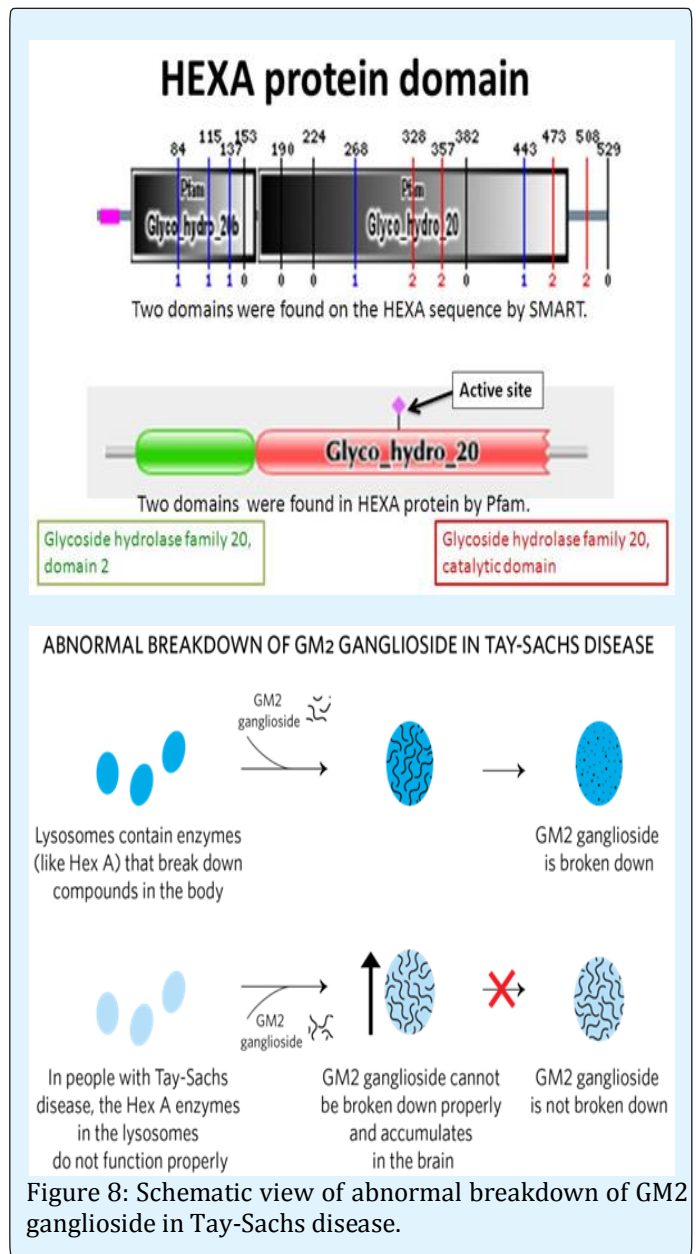 HEXA protein domain
84 115 137 153 190 224 268 328 357 382 443 473 508 529
Pfam Pfam
Glyco_hydro_20b Glyco_hydro_20
1 1 1 0 0 0 1 2 2 0 1 2 2 0
Two domains were found on the HEXA sequence by SMART.
Active site
Glyco_hydro_20
Two domains were found in HEXA protein by Pfam.
Glycoside hydrolase family 20,
domain 2
Glycoside hydrolase family 20,
catalytic domain
ABNORMAL BREAKDOWN OF GM2 GANGLIOSIDE IN TAY-SACHS DISEASE
GM2
ganglioside
Lysosomes contain enzymes
(like Hex A) that break down
compounds in the body
GM2 ganglioside
is broken down
GM2
ganglioside
In people with Tay-Sachs
disease, the Hex A enzymes
in the lysosomes
do not function properly
GM2 ganglioside cannot
be broken down properly
and accumulates
in the brain
GM2 ganglioside
is not broken down
Figure 8: Schematic view of abnormal breakdown of GM2
ganglioside in Tay-Sachs disease.